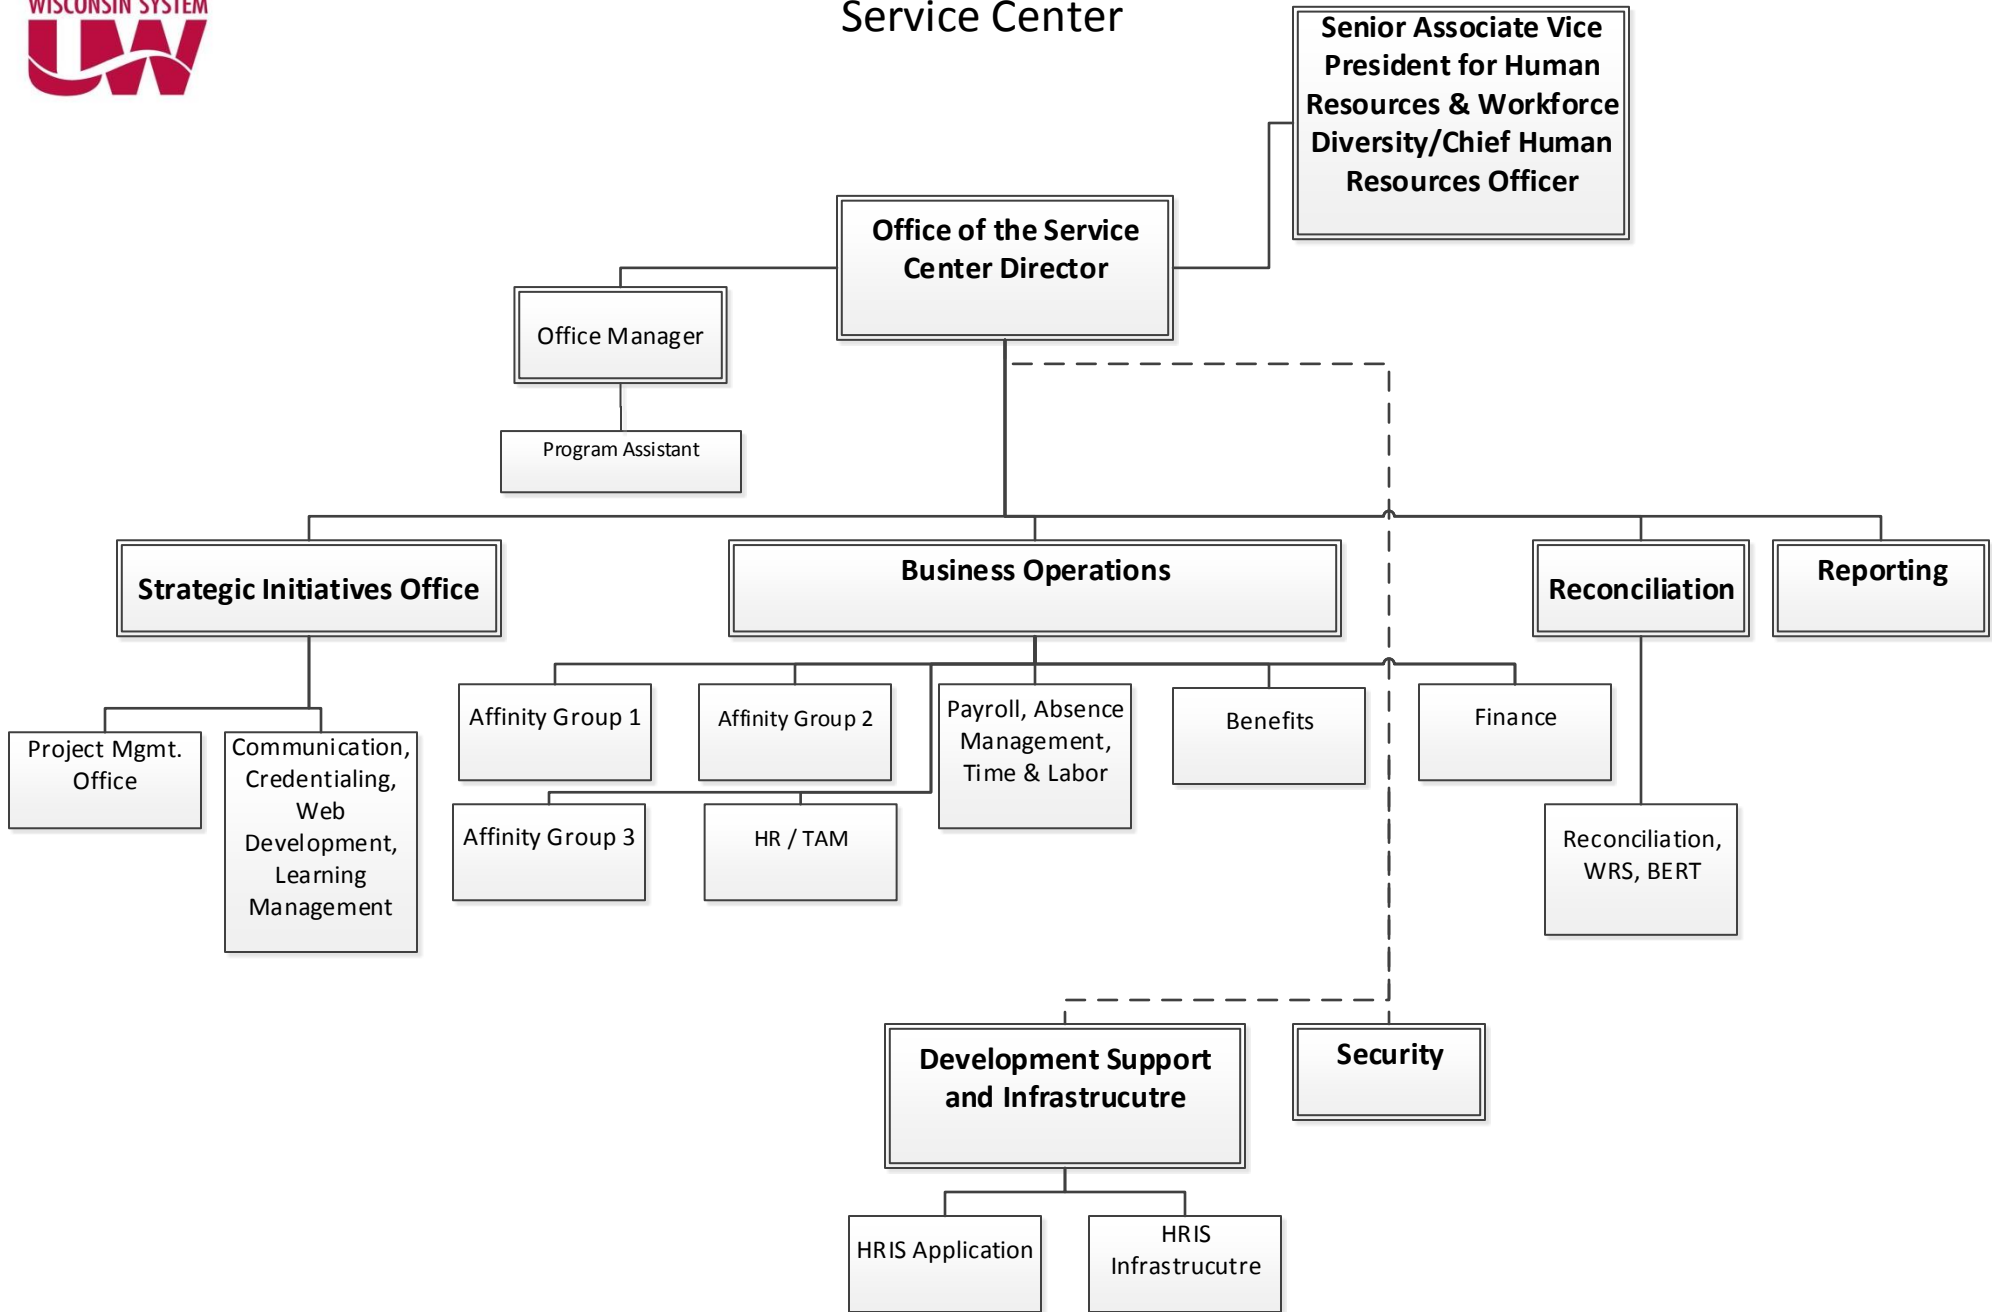 WISCONSIN SYSTEM
UW
Service Center
Senior Associate Vice
President for Human
Resources & Workforce
Diversity/Chief Human
Resources Officer
Office of the Service
Center Director
Office Manager
Program Assistant
Strategic Initiatives Office
Business Operations
Reconciliation
Reporting
Project Mgmt.
Office
Communication,
Credentialing,
Web
Development,
Learning
Management
Affinity Group 1
Affinity Group 2
Payroll, Absence
Management,
Time & Labor
Benefits
Finance
Affinity Group 3
HR / TAM
Reconciliation,
WRS, BERT
Development Support
and Infrastrucutre
Security
HRIS Application
HRIS
Infrastrucutre